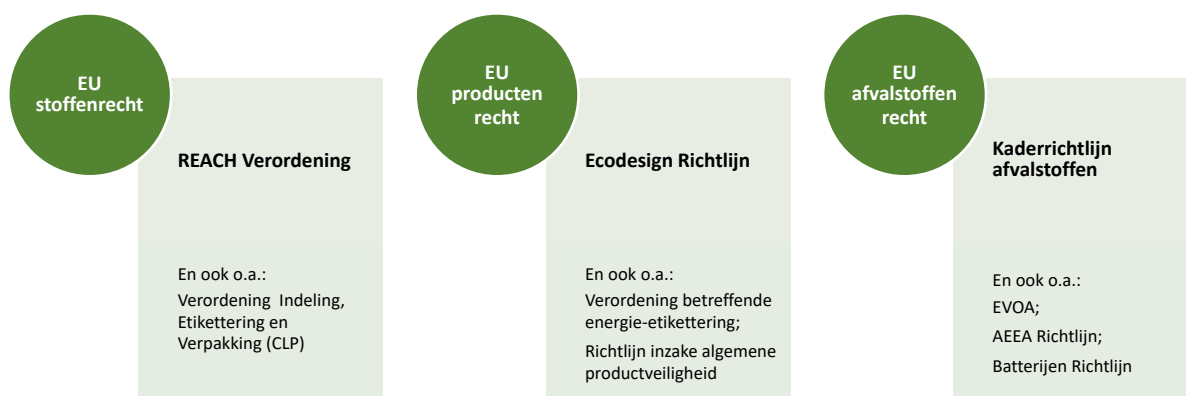 EU
stoffenrecht
REACH Verordening
En ook o.a.:
Verordening Indeling,
Etikettering en
Verpakking (CLP)
EU
producten
recht
Ecodesign Richtlijn
En ook o.a.:
Verordening betreffende
energie-etikettering;
Richtlijn inzake algemene
productveiligheid
EU
afvalstoffen
recht
Kaderrichtlijn
afvalstoffen
En ook o.a.:
EVOA;
AEEA Richtlijn;
Batterijen Richtlijn